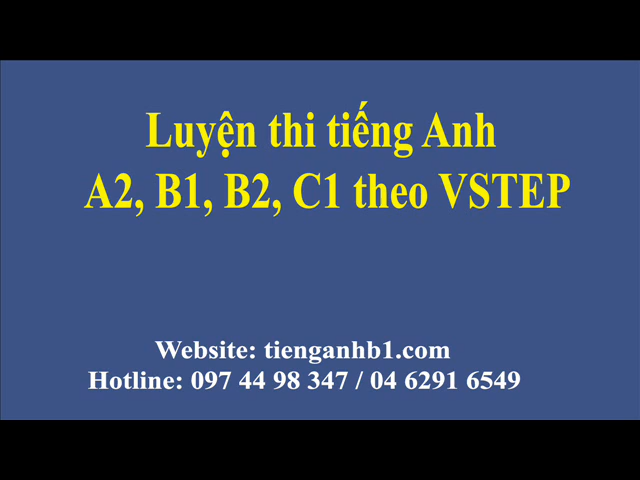 Luyện thi tiếng Anh
A2, B1, B2, C1 theo VSTEP
Website: tienganhb1.com
Hotline: 097 44 98 347 / 04 6291 6549